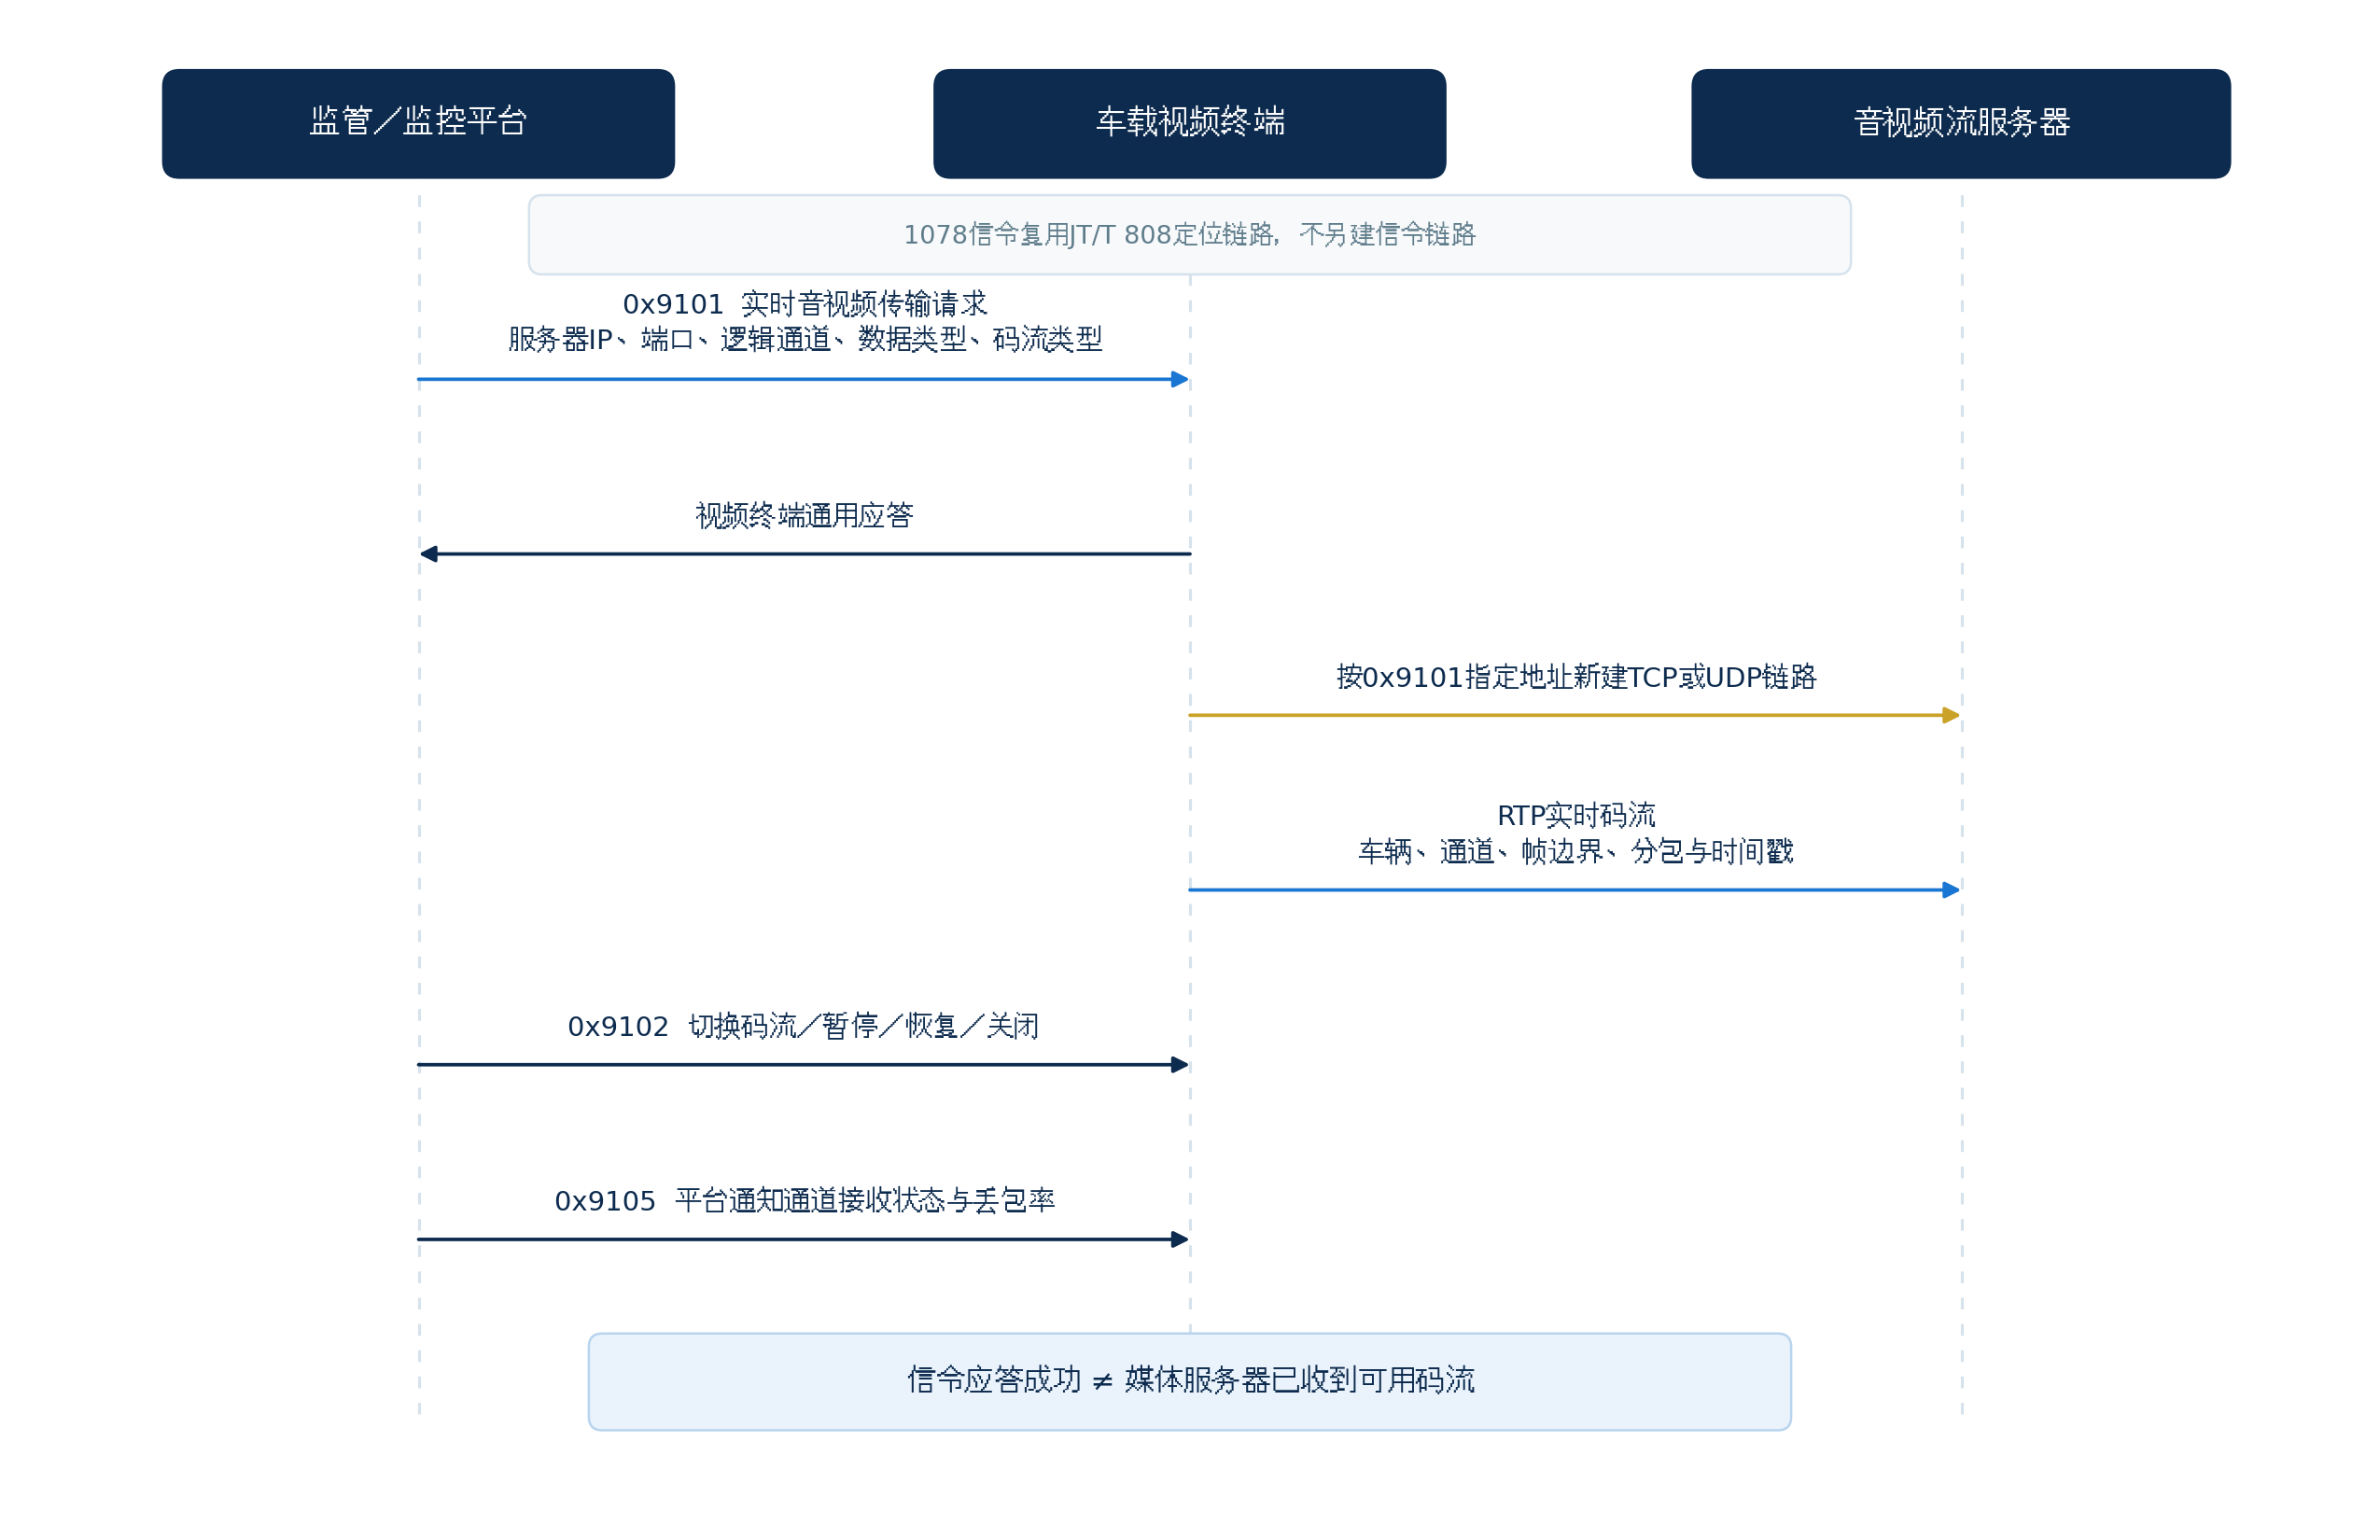 监管／监控平台
车载视频终端
音视频流服务器
1078信令复用JT/T 808定位链路，不另建信令链路
0x9101  实时音视频传输请求
服务器IP、端口、逻辑通道、数据类型、码流类型
视频终端通用应答
按0x9101指定地址新建TCP或UDP链路
RTP实时码流
车辆、通道、帧边界、分包与时间戳
0x9102  切换码流／暂停／恢复／关闭
0x9105  平台通知通道接收状态与丢包率
信令应答成功 ≠ 媒体服务器已收到可用码流